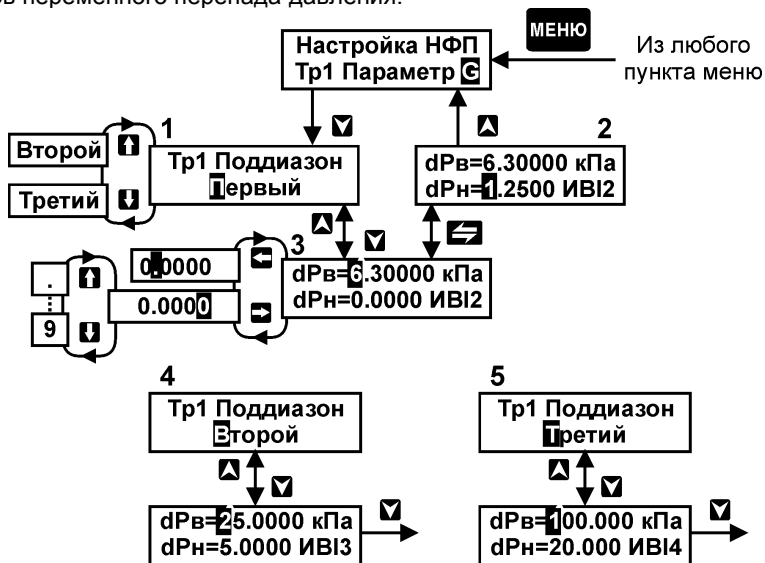 ов переменного перепада давления.
МЕНЮ
Настройка НФП
Тр1 Параметр G
Из любого
пункта меню
1
Второй
Третий
Тр1 Поддиазон
Первый
2
dPв=6.30000 кПа
dPн=1.2500 ИВI2
3
0.0000
0.0000
.
9
dPв=6.30000 кПа
dPн=0.0000 ИВI2
4
Тр1 Поддиазон
Второй
dPв=25.0000 кПа
dPн=5.0000 ИВI3
5
Тр1 Поддиазон
Третий
dPв=100.000 кПа
dPн=20.000 ИВI4